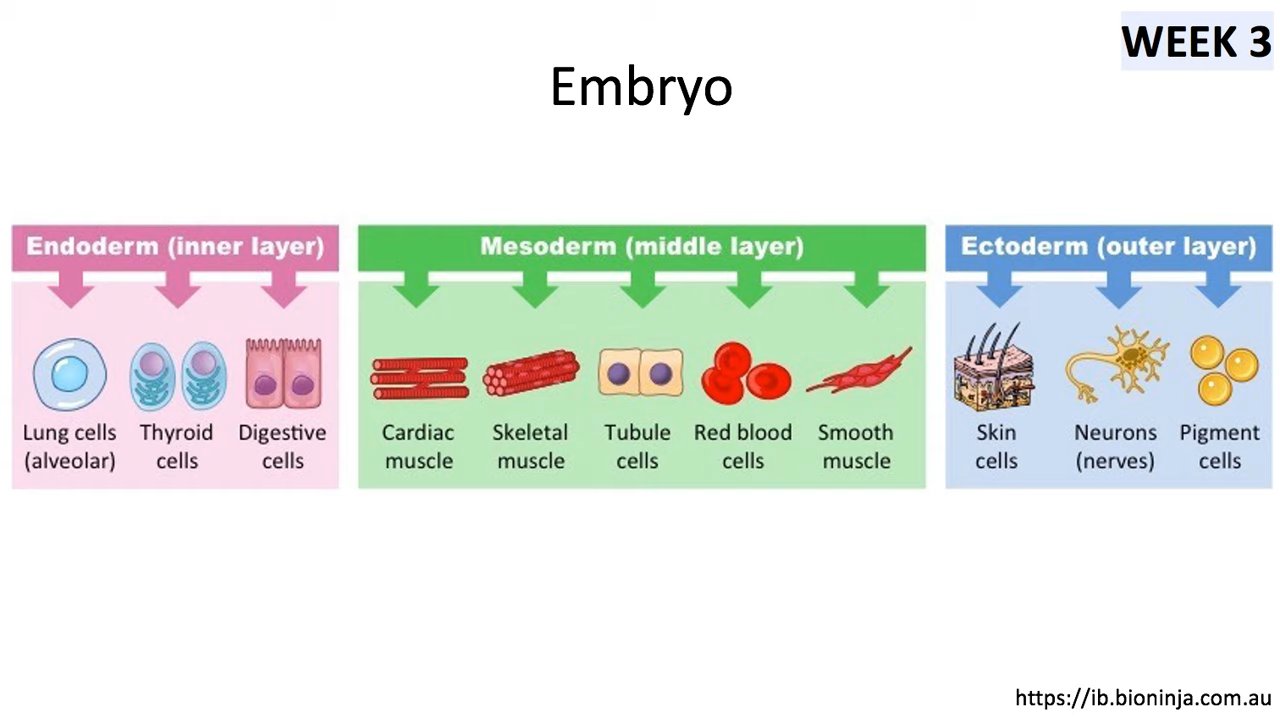 WEEK 3
Embryo
Endoderm (inner layer)
Lung cells
(alveolar)
Thyroid
cells
Digestive
cells
Mesoderm (middle layer)
Cardiac
muscle
Skeletal
muscle
Tubule
cells
Red blood
cells
Smooth
muscle
Ectoderm (outer layer)
Skin
cells
Neurons
(nerves)
Pigment
cells
https://ib.bioninja.com.au